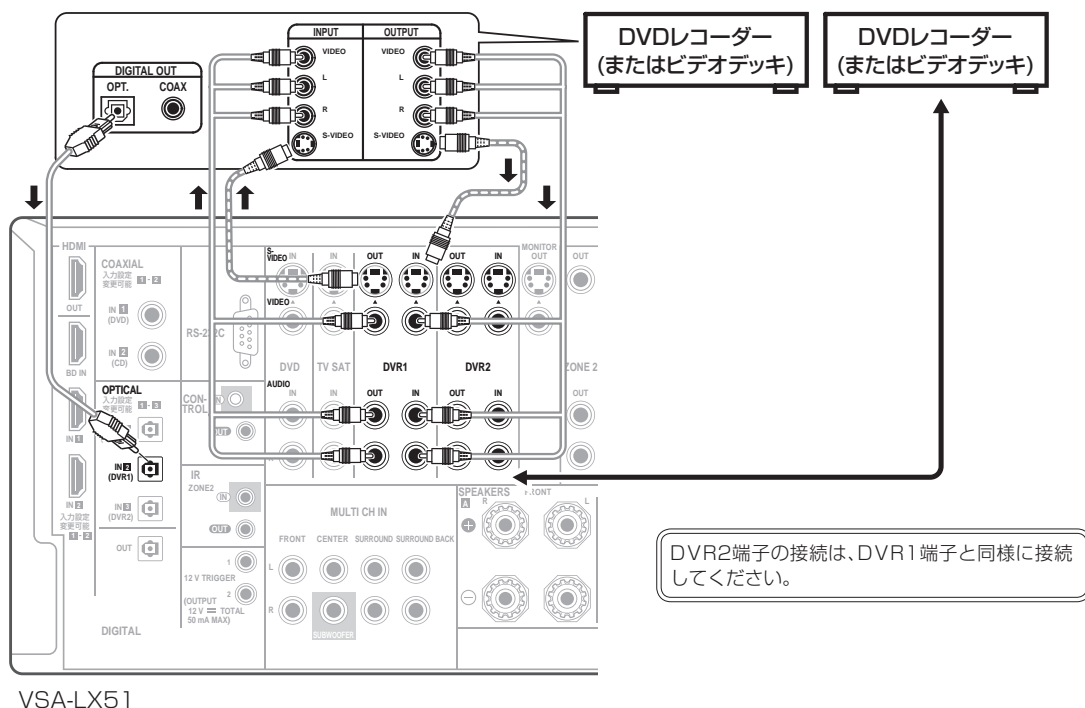 INPUT OUTPUT
VIDEO VIDEO
L L
R R
S-VIDEO S-VIDEO
DIGITAL OUT
OPT. COAX
DVDレコーダー
(またはビデオデッキ)
DVDレコーダー
(またはビデオデッキ)
HDMI
OUT
BD IN
IN 1
IN 2
入力設定
変更可能
1 - 2
COAXIAL
入力設定
変更可能 1 - 2
IN 1
(DVD)
IN 2
(CD)
RS-232C
OPTICAL
入力設定
変更可能 1 - 3
IN 2
(DVR1)
IN 3
(DVR2)
OUT
DIGITAL
CON-
TROL
IN
OUT
IR
ZONE2
IN
OUT
1
12 V TRIGGER
2
(OUTPUT
12 V TOTAL
50 mA MAX)
S-
VIDEO
IN IN OUT IN OUT IN
MONITOR
OUT
OUT
VIDEO
DVD TV SAT DVR1 DVR2 ZONE 2
AUDIO
IN IN OUT IN OUT IN OUT
MULTI CH IN
FRONT CENTER SURROUND SURROUND BACK
L
R
SUBWOOFER
SPEAKERS
A
R FRONT L
DVR2端子の接続は、DVR1端子と同様に接続
してください。
VSA-LX51